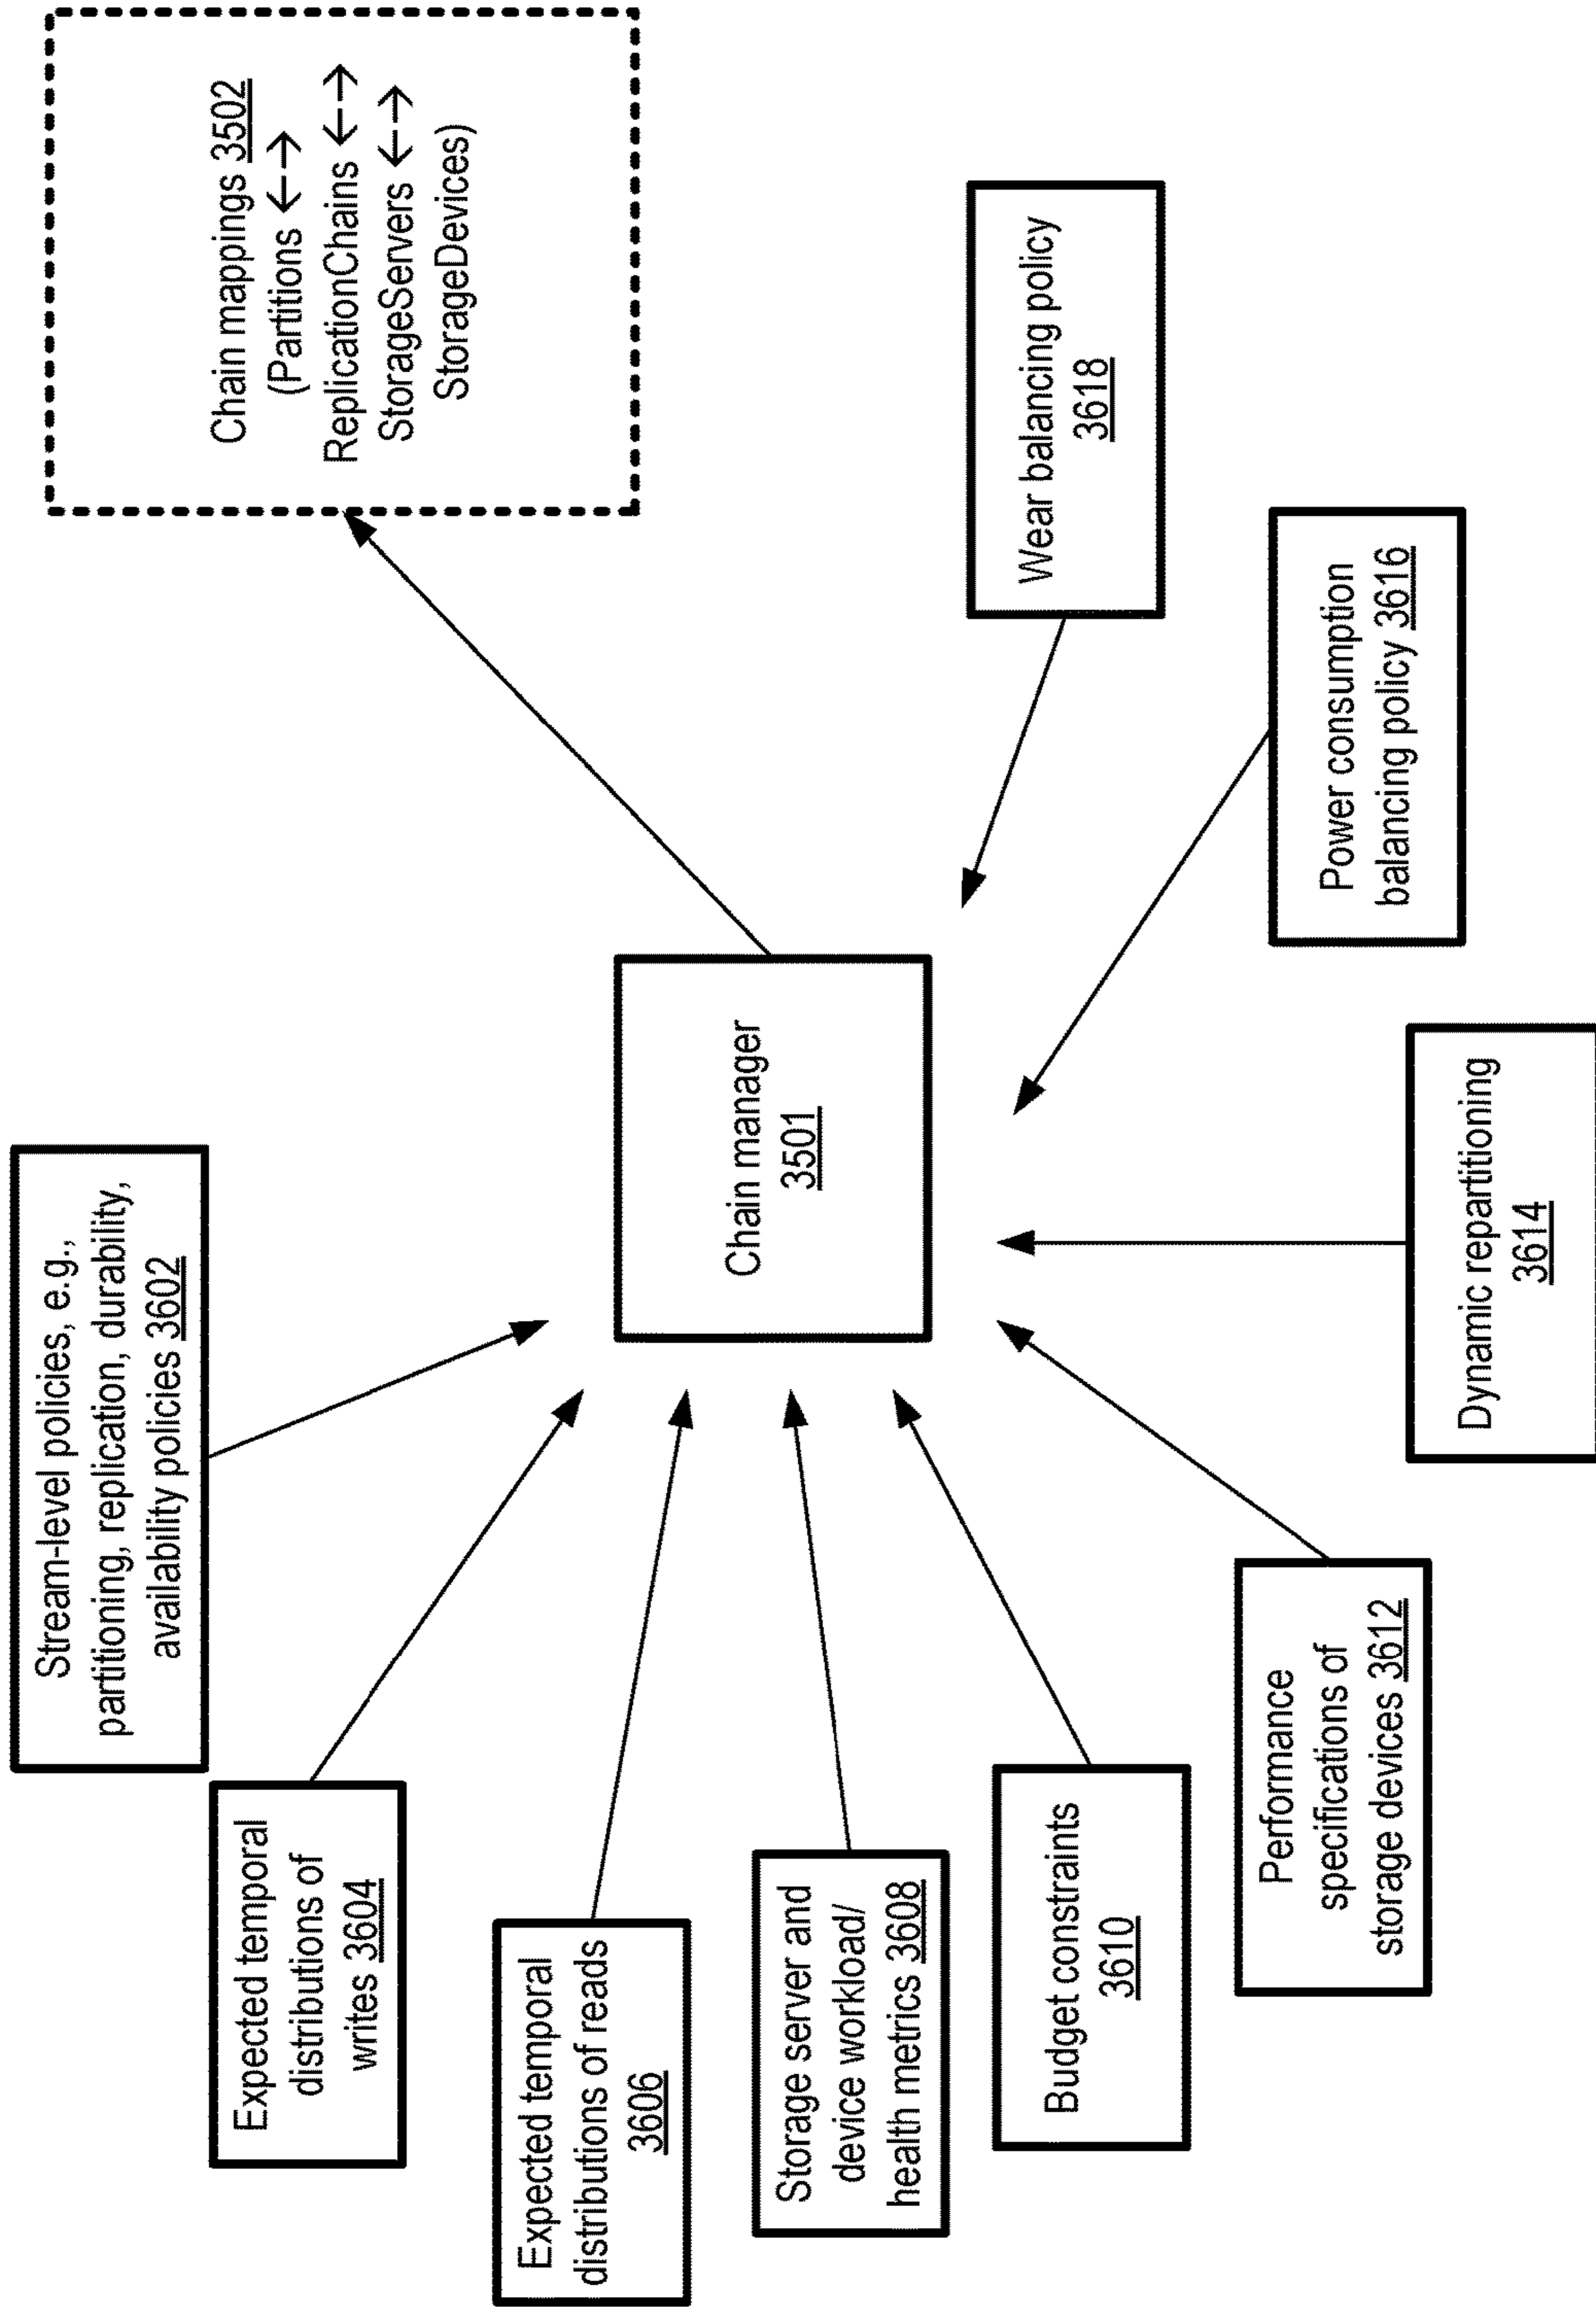 Stream-level policies, e.g.,
partitioning, replication, durability,
availability policies 3602
Expected temporal
distributions of
writes 3604
Expected temporal
distributions of reads
3606
Storage server and
device workload/
health metrics 3608
Budget constraints
3610
Performance
specifications of
storage devices 3612
Dynamic repartitioning
3614
Power consumption
balancing policy 3616
Wear balancing policy
3618
Chain manager
3501
Chain mappings 3502
(Partitions ←→
ReplicationChains ←→
StorageServers ←→
StorageDevices)